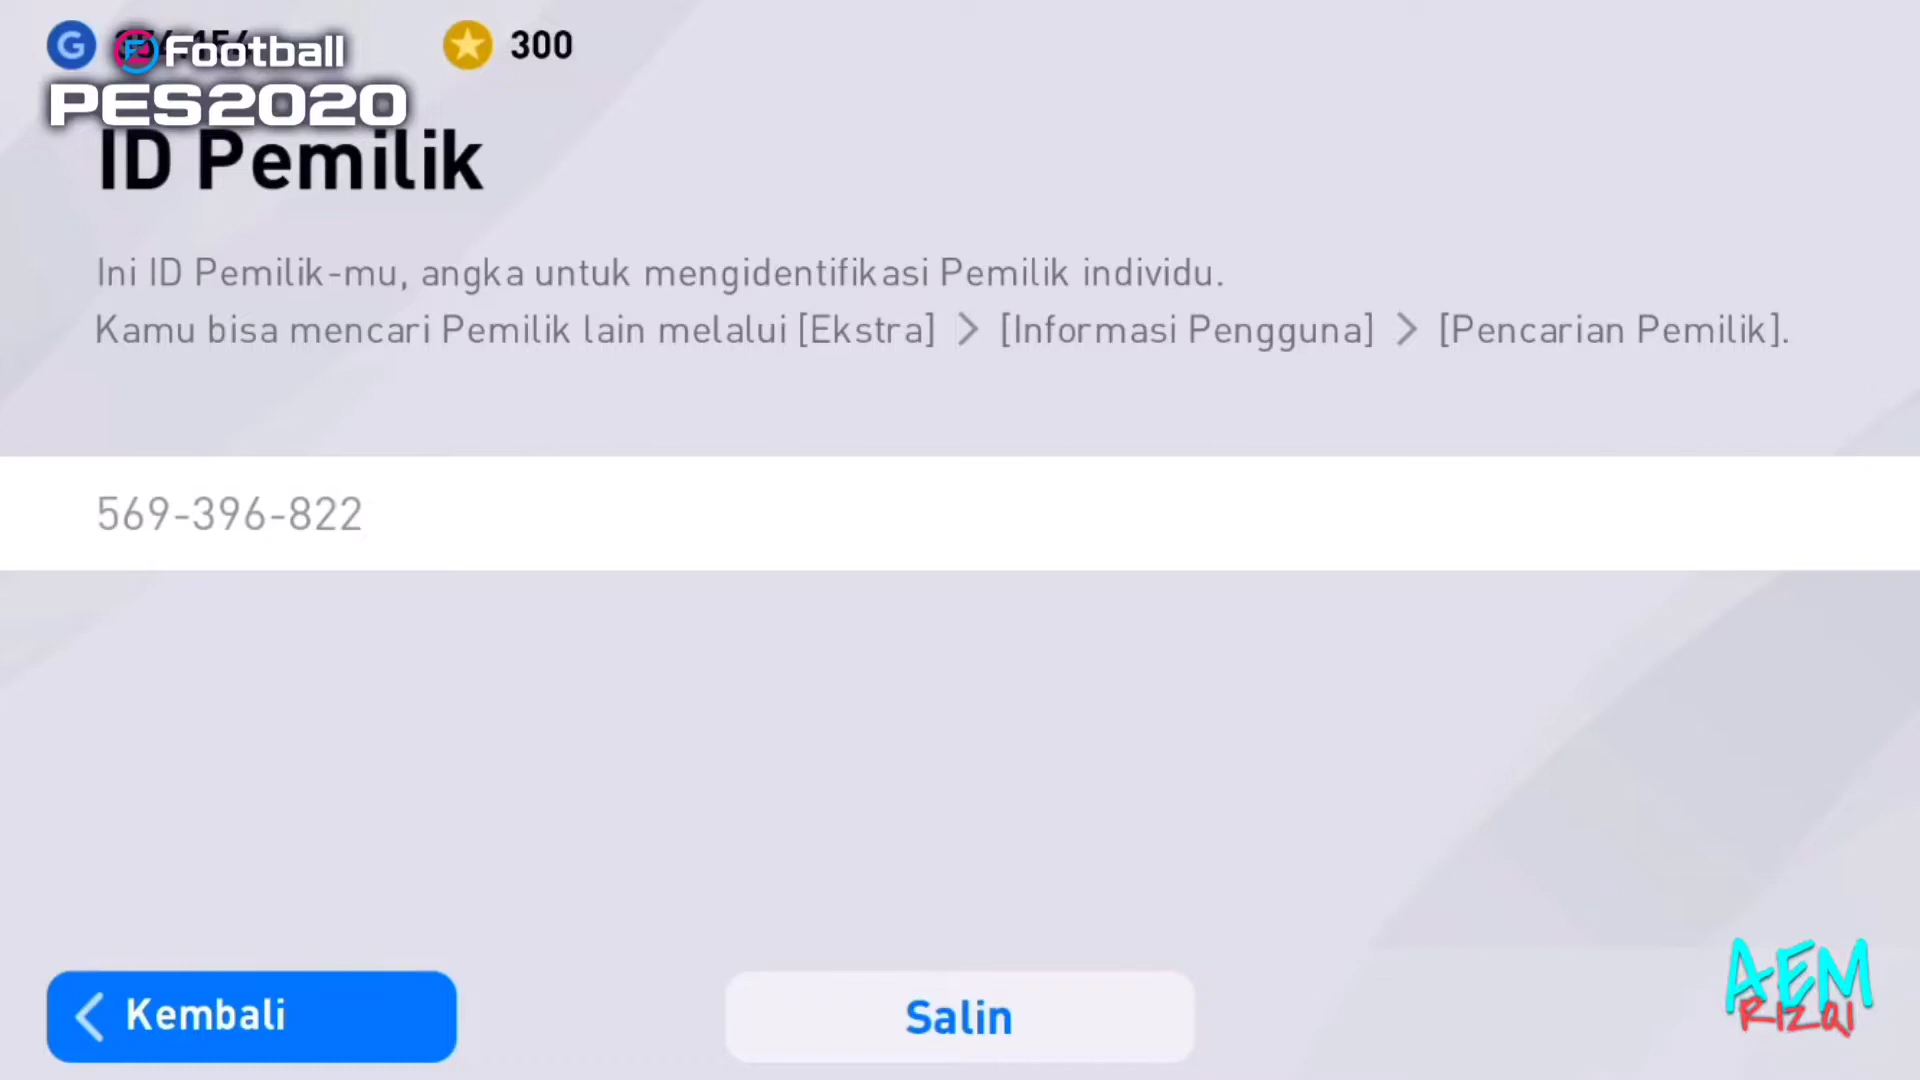 eFootball
300
PES2020
ID Pemilik
Ini ID Pemilik-mu, angka untuk mengidentifikasi Pemilik individu.
Kamu bisa mencari Pemilik lain melalui [Ekstra] > [Informasi Pengguna] > [Pencarian Pemilik].
569-396-822
Kembali
Salin
AEM
RIZQI